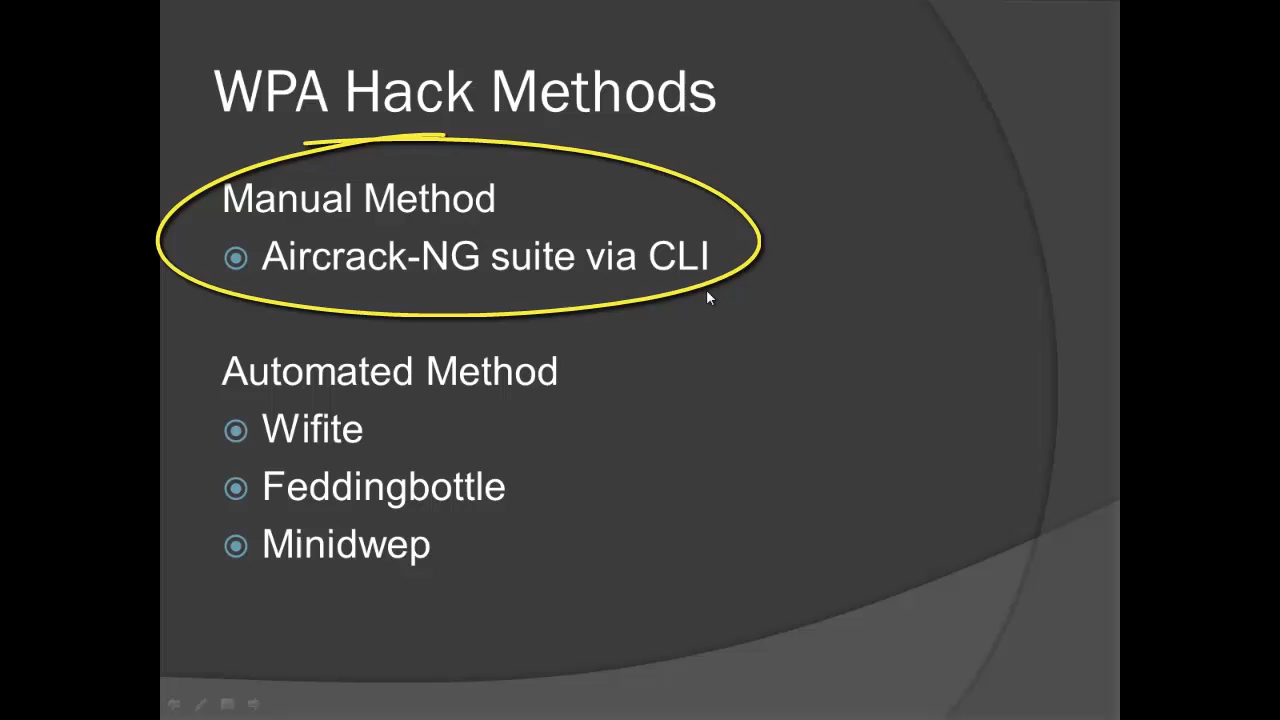 WPA Hack Methods
Manual Method
Aircrack-NG suite via CLI
Automated Method
Wifite
Feddingbottle
Minidwep